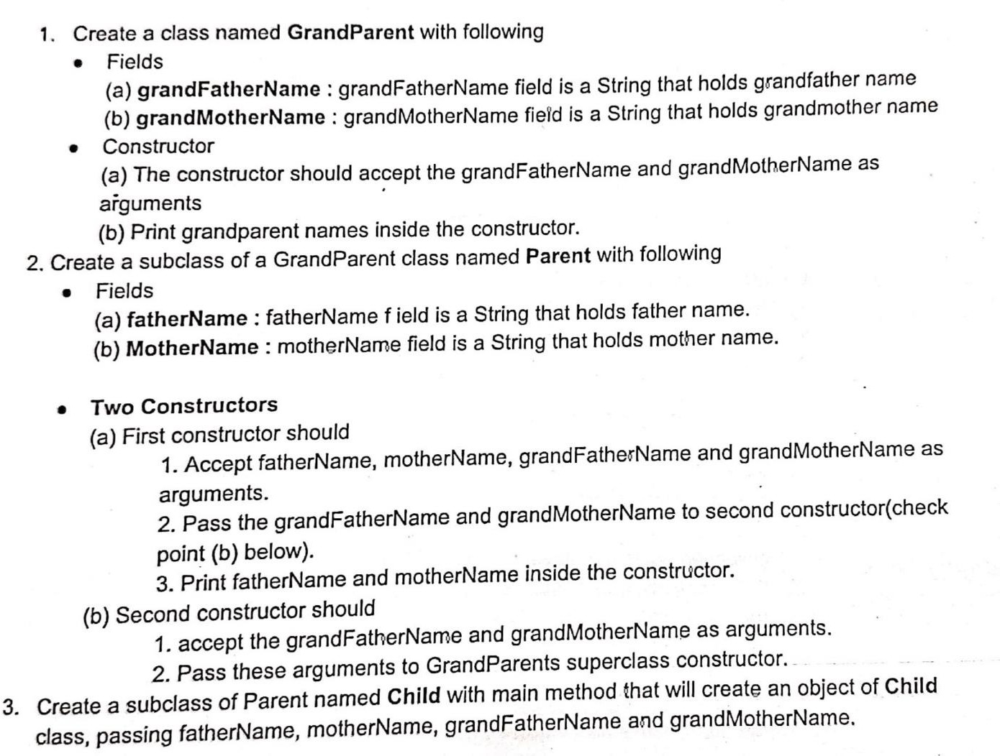 1. Create a class named GrandParent with following
• Fields
(a) grandFatherName : grandFatherName field is a String that holds grandfather name
(b) grandMotherName : grandMotherName field is a String that holds grandmother name
• Constructor
(a) The constructor should accept the grandFatherName and grandMotherName as
arguments
(b) Print grandparent names inside the constructor.
2. Create a subclass of a GrandParent class named Parent with following
• Fields
(a) fatherName : fatherName f ield is a String that holds father name.
(b) MotherName : motherName field is a String that holds mother name.
• Two Constructors
(a) First constructor should
1. Accept fatherName, motherName, grandFatherName and grandMotherName as
arguments.
2. Pass the grandFatherName and grandMotherName to second constructor(check
point (b) below).
3. Print fatherName and motherName inside the constructor.
(b) Second constructor should
1. accept the grandFatherName and grandMotherName as arguments.
2. Pass these arguments to GrandParents superclass constructor.
3. Create a subclass of Parent named Child with main method that will create an object of Child
class, passing fatherName, motherName, grandFatherName and grandMotherName.